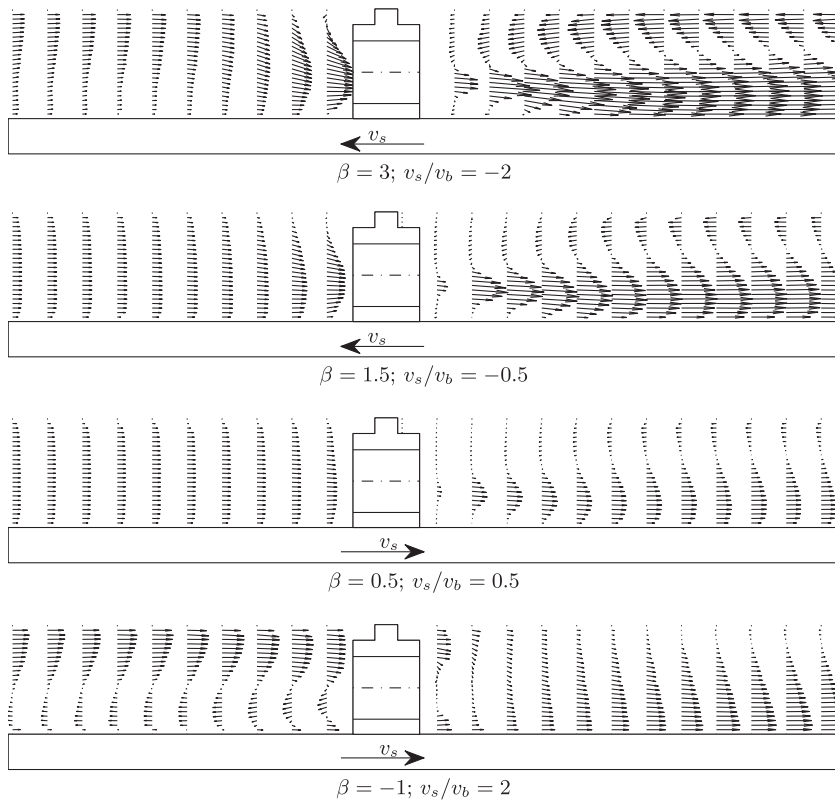 v_s
β = 3; v_s/v_b = −2
v_s
β = 1.5; v_s/v_b = −0.5
v_s
β = 0.5; v_s/v_b = 0.5
v_s
β = −1; v_s/v_b = 2